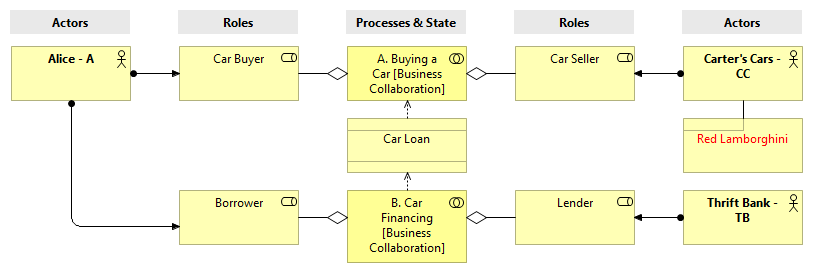 Actors
Roles
Processes & State
Roles
Actors
Alice - A
Car Buyer
A. Buying a
Car [Business
Collaboration]
Car Seller
Carter's Cars -
CC
Car Loan
Red Lamborghini
Borrower
B. Car
Financing
[Business
Collaboration]
Lender
Thrift Bank -
TB